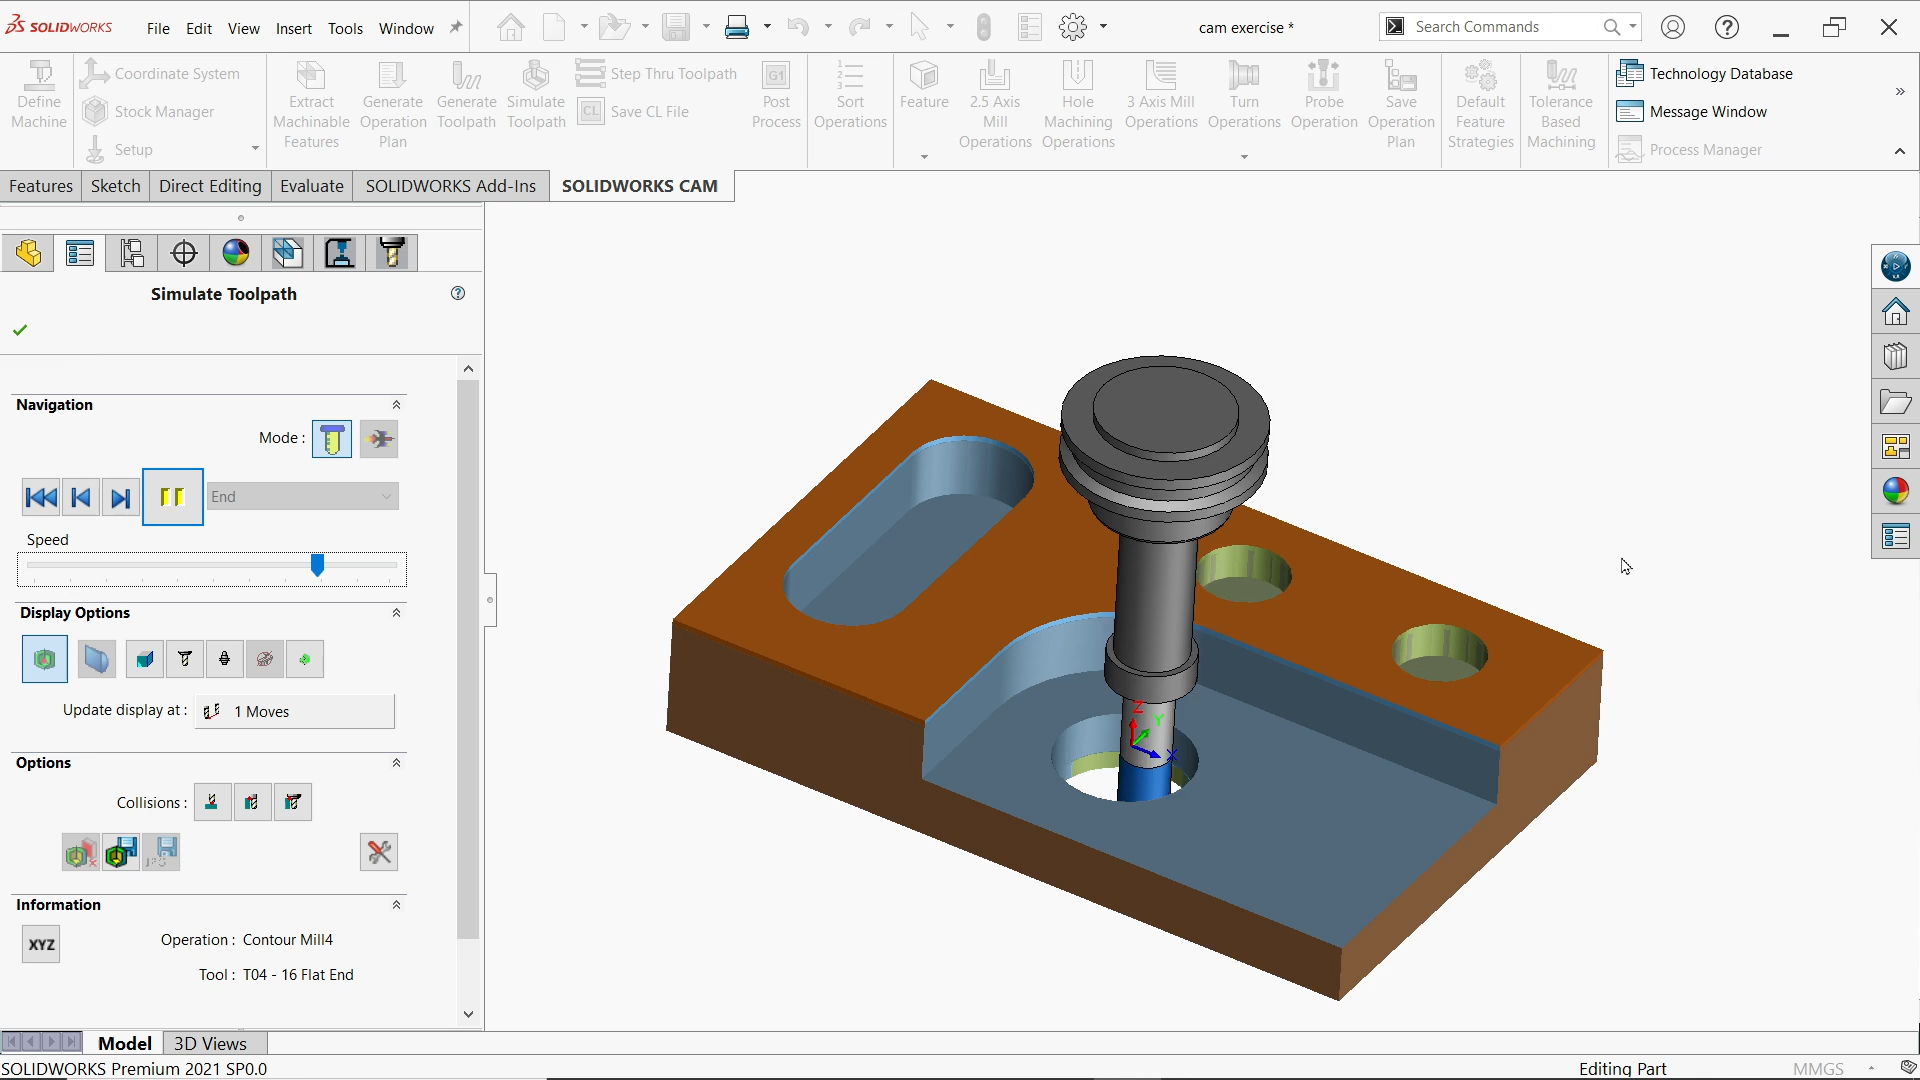 SOLIDWORKS
File Edit View Insert Tools Window
cam exercise *
Search Commands
Define Machine
Coordinate System
Stock Manager
Setup
Extract Machinable Features
Generate Operation Plan
Generate Toolpath
Simulate Toolpath
Step Thru Toolpath
CL Save CL File
G1
Post Process
Sort Operations
Feature
2.5 Axis Mill Operations
Hole Machining Operations
3 Axis Mill Operations
Turn Operations
Probe Operation
Save Operation Plan
Default Feature Strategies
Tolerance Based Machining
Technology Database
Message Window
Process Manager
Features Sketch Direct Editing Evaluate SOLIDWORKS Add-Ins SOLIDWORKS CAM
Simulate Toolpath
Navigation
Mode :
End
Speed
Display Options
Update display at : 1 Moves
Options
Collisions :
JPG
Information
XYZ
Operation : Contour Mill4
Tool : T04 - 16 Flat End
Z
Y
X
Model 3D Views
SOLIDWORKS Premium 2021 SP0.0
Editing Part
MMGS